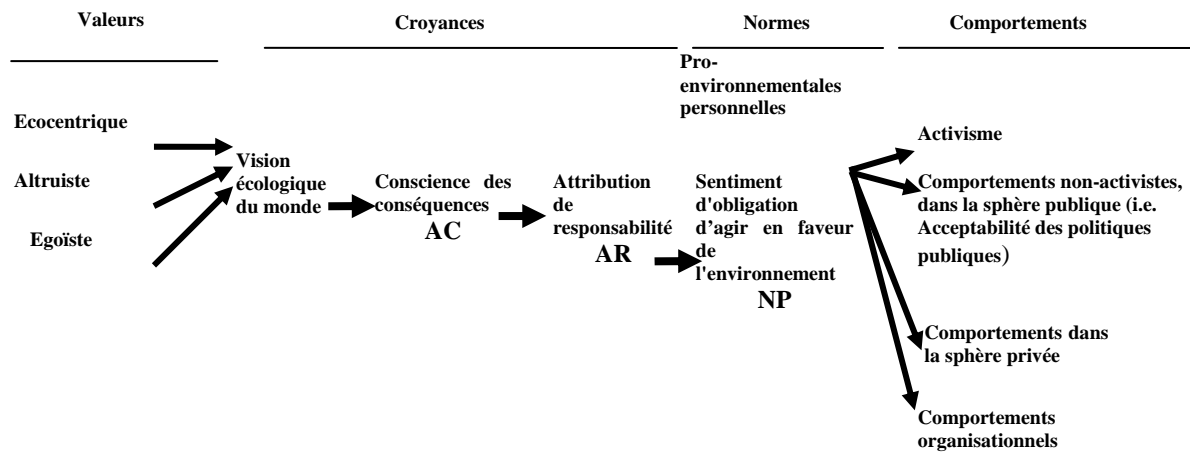 Valeurs
Croyances
Normes
Comportements
Pro-
environnementales
personnelles
Ecocentrique
Altruiste
Egoïste
Vision
écologique
du monde
Conscience des
conséquences
AC
Attribution
de
responsabilité
AR
Sentiment
d'obligation
d’agir en faveur
de
l'environnement
NP
Activisme
Comportements non-activistes,
dans la sphère publique (i.e.
Acceptabilité des politiques
publiques)
Comportements dans
la sphère privée
Comportements
organisationnels